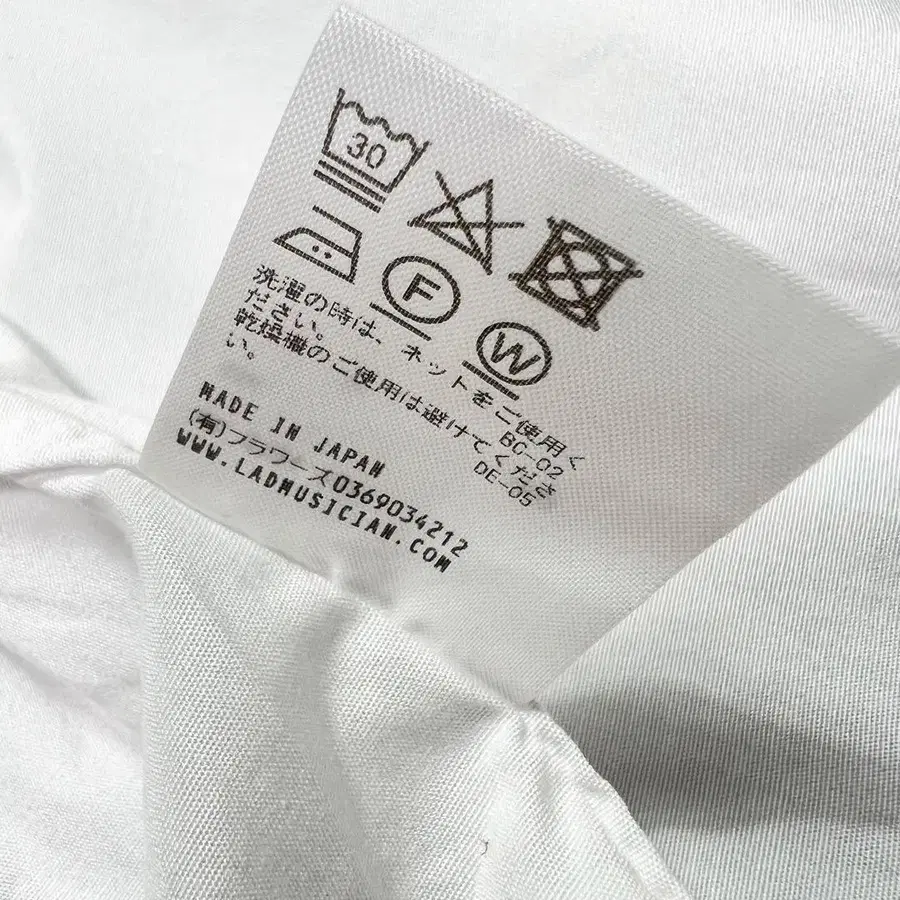 30
F
W
洗濯の時は、ネットをご使用く
ださい。
BC-02
乾燥機のご使用は避けてくださ
い。
DE-05
MADE IN JAPAN
(有)フラワーズ0369034212
WWW.LADMUSICIAN.COM